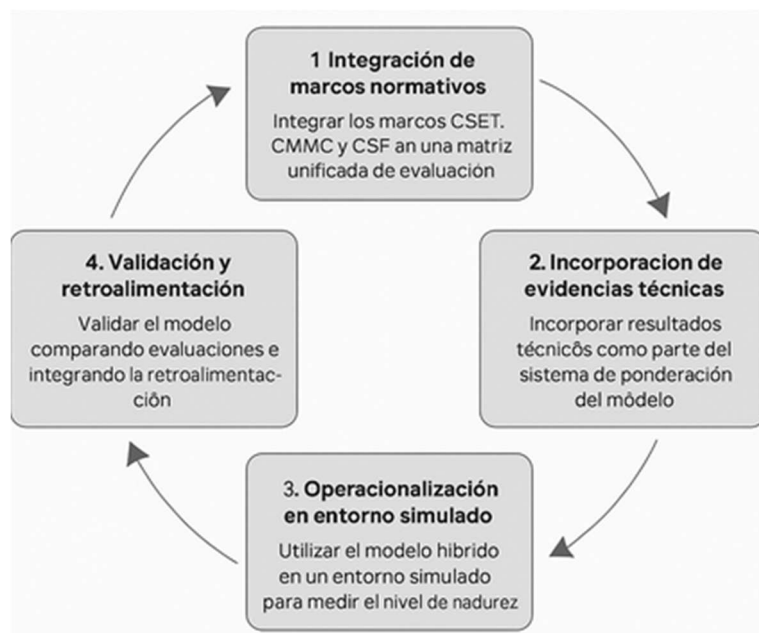 1 Integración de
marcos normativos
Integrar los marcos CSET.
CMMC y CSF an una matriz
unificada de evaluación
2. Incorporacion de
evidencias técnicas
Incorporar resultados
técnicôs como parte del
sistema de ponderación
del mòdelo
3. Operacionalización
en entorno simulado
Utilizar el modelo hibrido
en un entorno simulado
para medir el nivel de nadurez
4. Validación y
retroalimentación
Validar el modelo
comparando evaluaciones e
integrando la retroalimentac-
ciôn